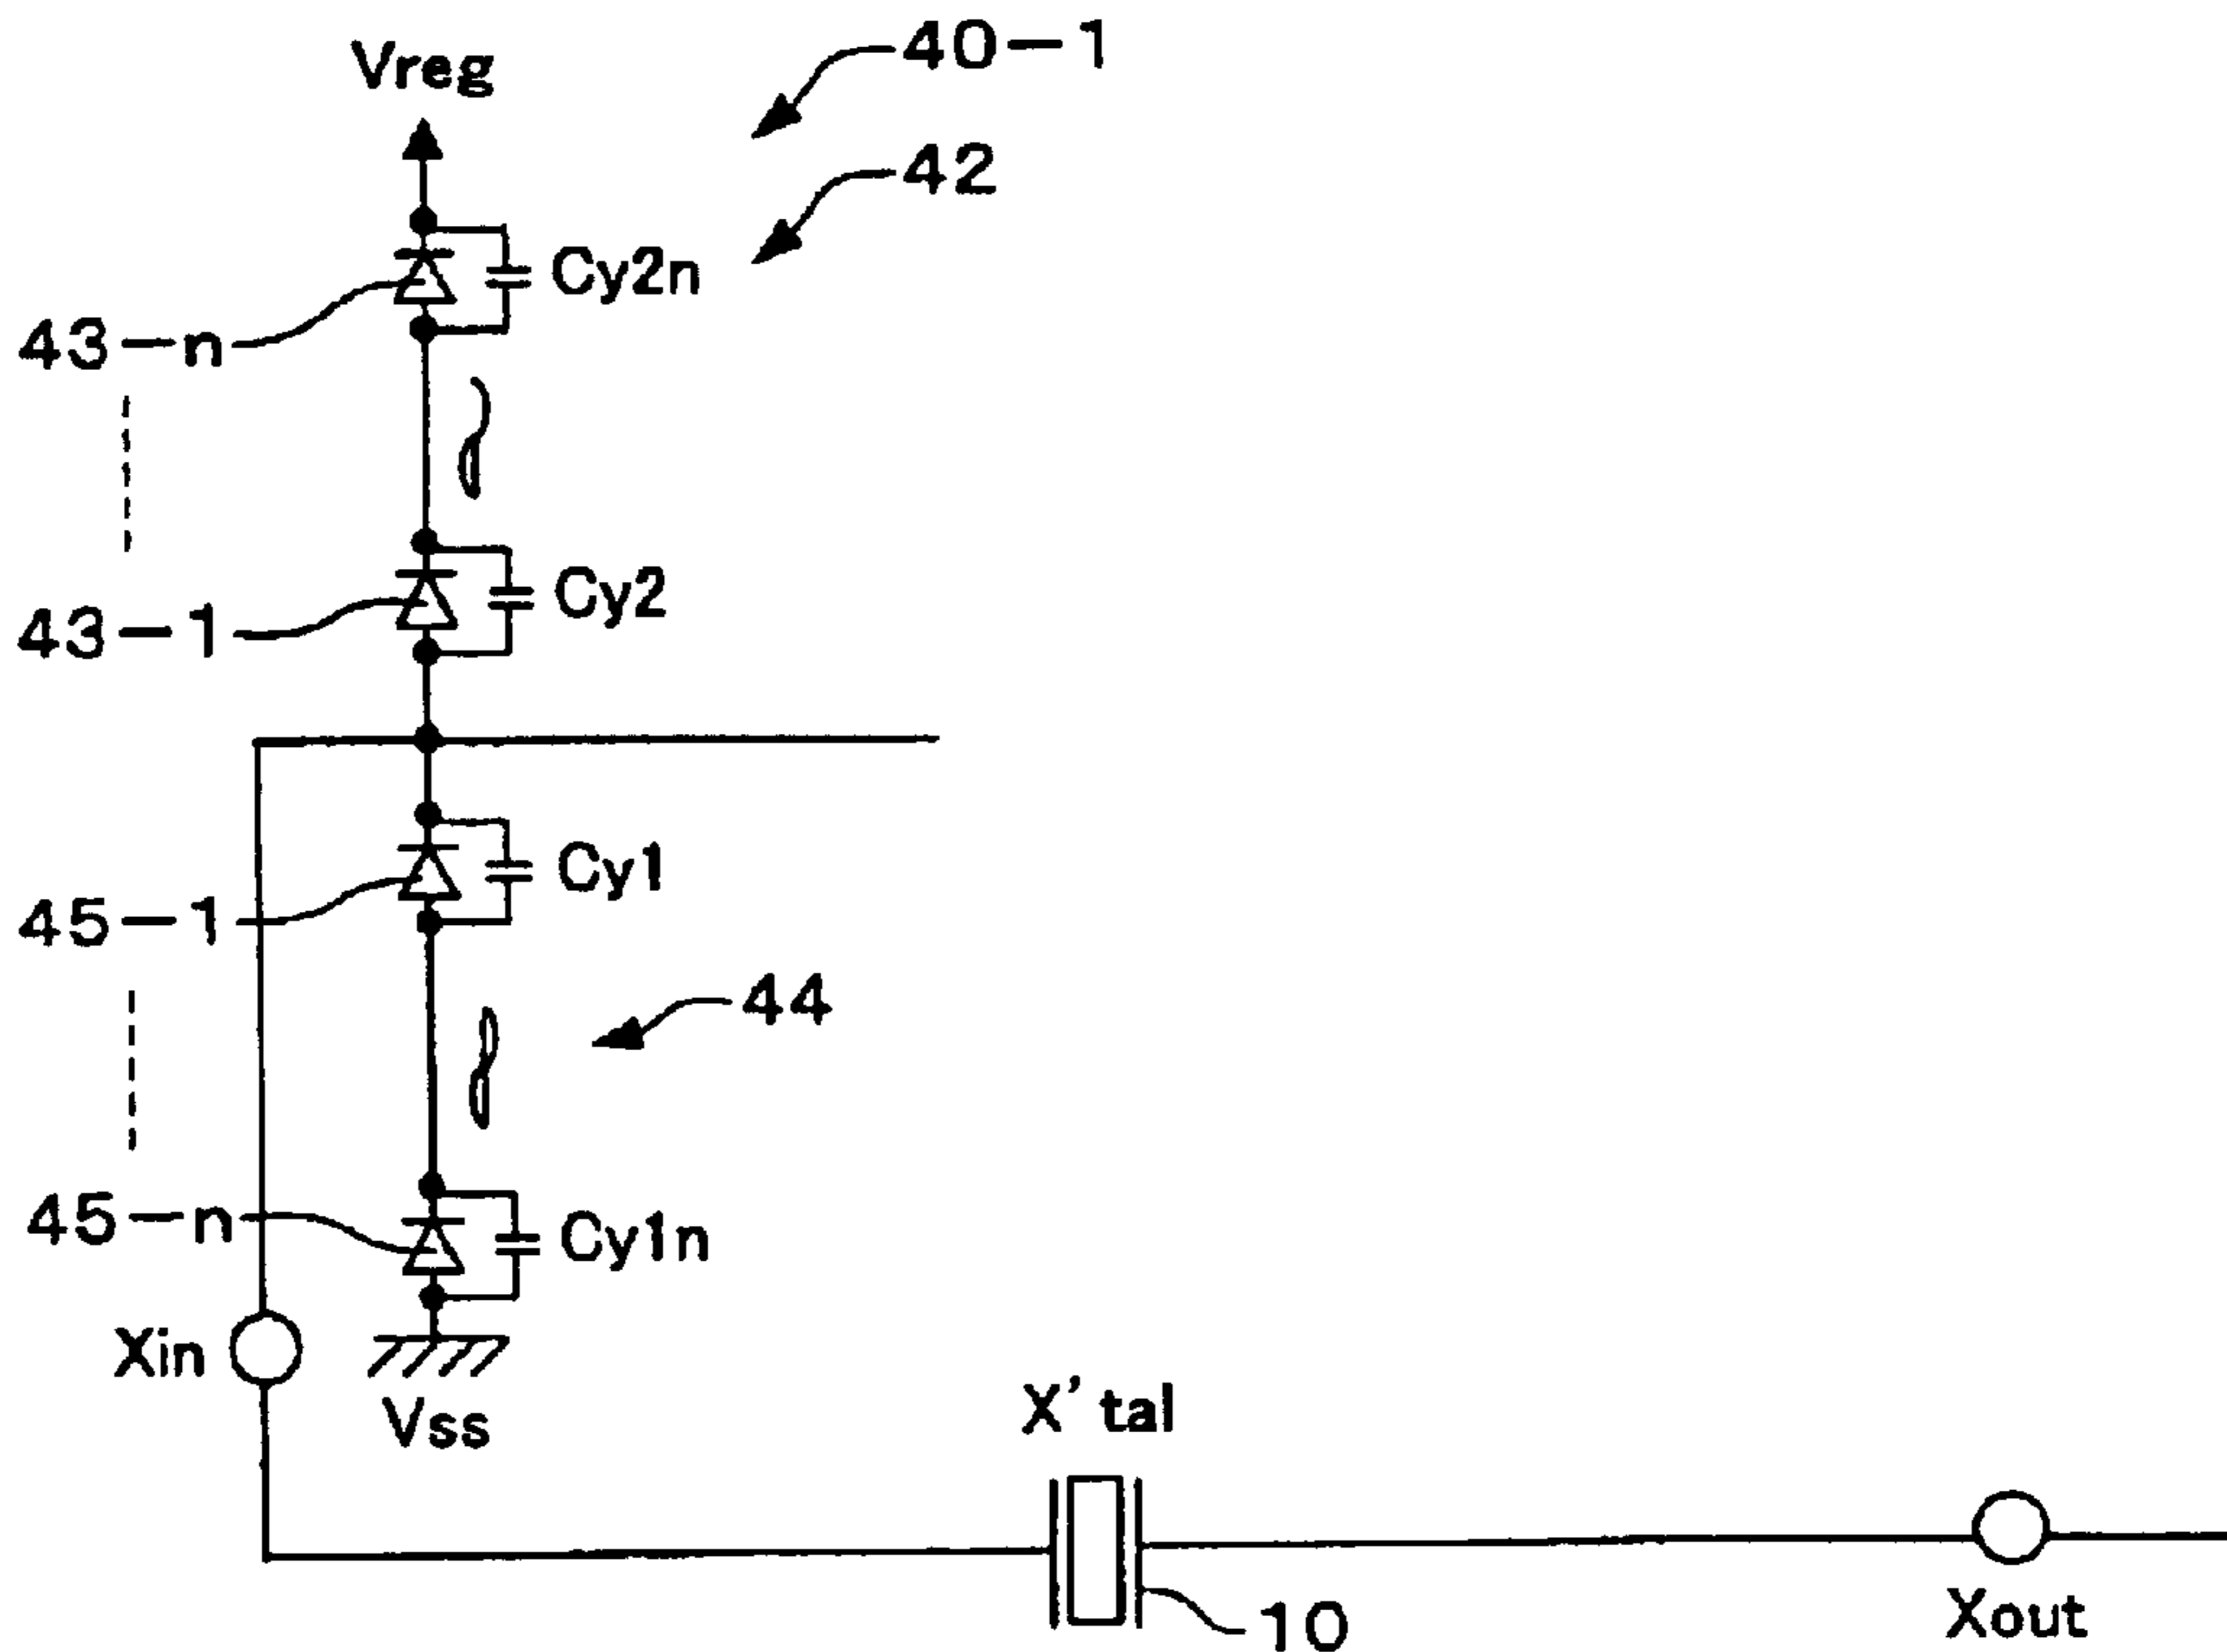 40-1
Vreg
42
Cy2n
43-n
Cy2
43-1
Cy1
45-1
44
45-n
Cy1n
Xin
Vss
X'tal
10
Xout